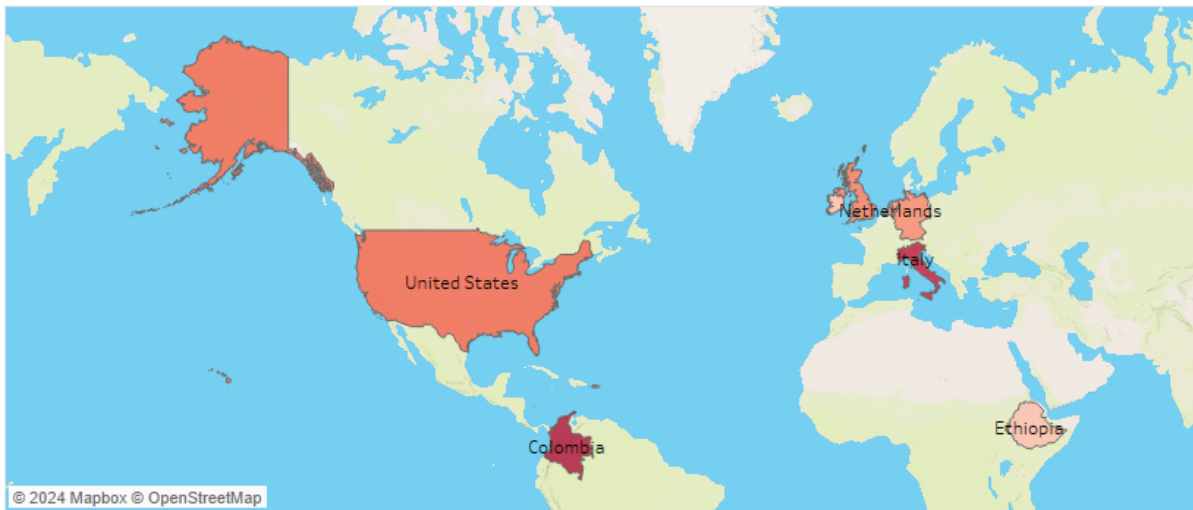 Netherlands
Italy
United States
Ethiopia
Colombia
© 2024 Mapbox © OpenStreetMap